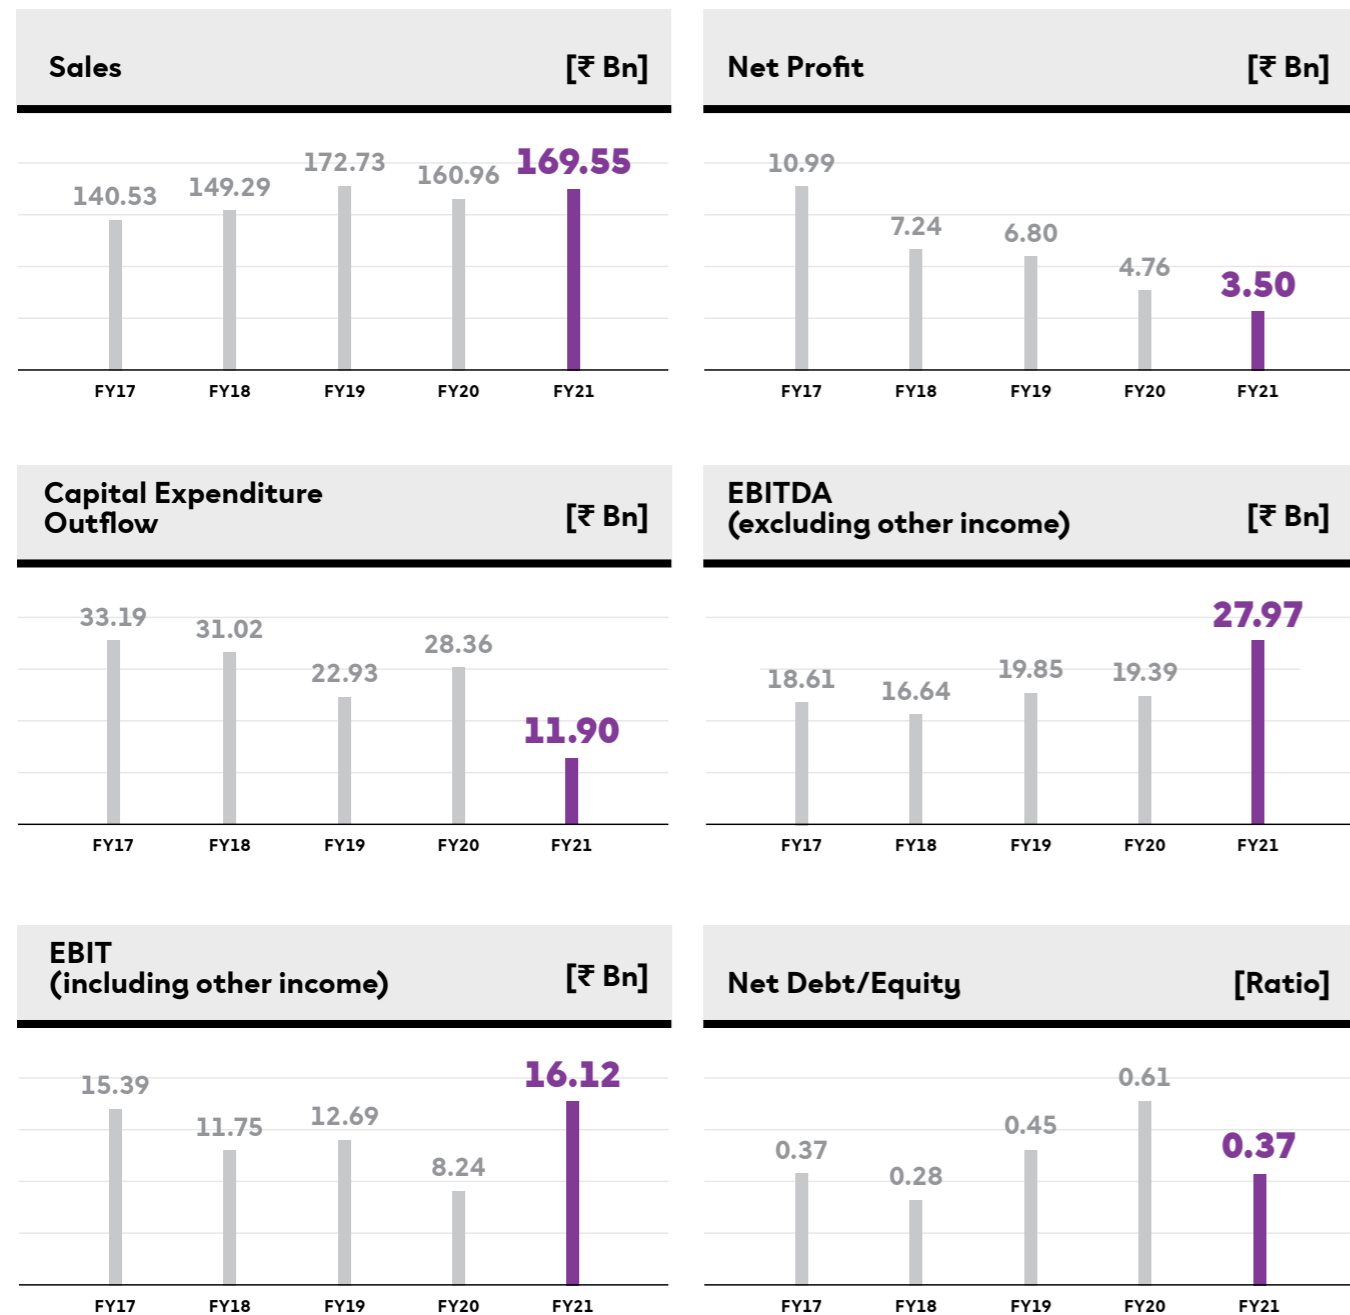 Sales [₹ Bn]
172.73
169.55
160.96
149.29
140.53
FY17 FY18 FY19 FY20 FY21
Net Profit [₹ Bn]
10.99
7.24
6.80
4.76
3.50
FY17 FY18 FY19 FY20 FY21
Capital Expenditure
Outflow [₹ Bn]
33.19
31.02
28.36
22.93
11.90
FY17 FY18 FY19 FY20 FY21
EBITDA
(excluding other income) [₹ Bn]
27.97
19.85
19.39
18.61
16.64
FY17 FY18 FY19 FY20 FY21
EBIT
(including other income) [₹ Bn]
16.12
15.39
12.69
11.75
8.24
FY17 FY18 FY19 FY20 FY21
Net Debt/Equity [Ratio]
0.61
0.45
0.37
0.37
0.28
FY17 FY18 FY19 FY20 FY21